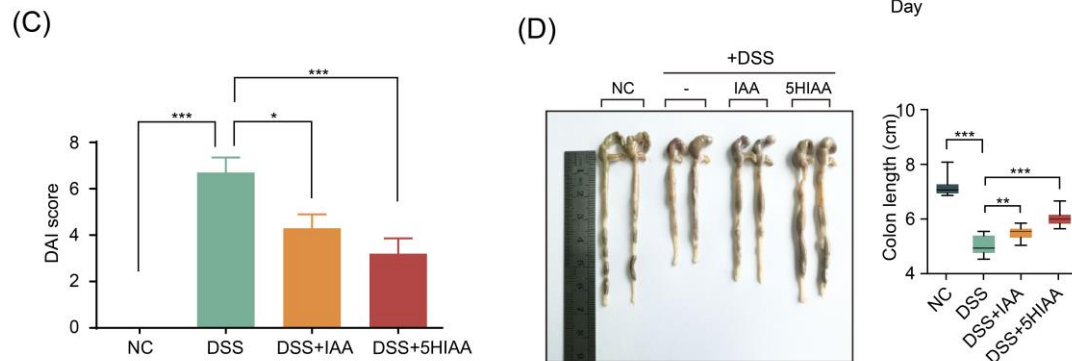 Day
(C)
***
***
*
8
6
4
2
0
DAI score
NC
DSS
DSS+IAA
DSS+5HIAA
(D)
+DSS
NC
-
IAA
5HIAA
10
8
6
4
Colon length (cm)
***
***
**
NC
DSS
DSS+IAA
DSS+5HIAA